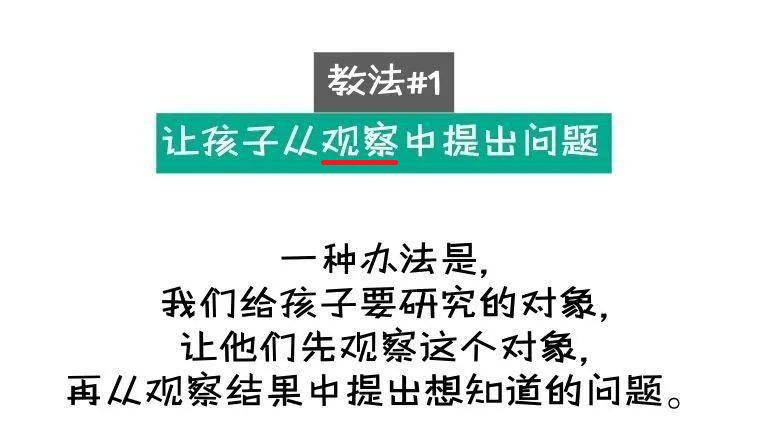 教法#1
让孩子从观察中提出问题
一种办法是,
我们给孩子要研究的对象,
让他们先观察这个对象,
再从观察结果中提出想知道的问题。